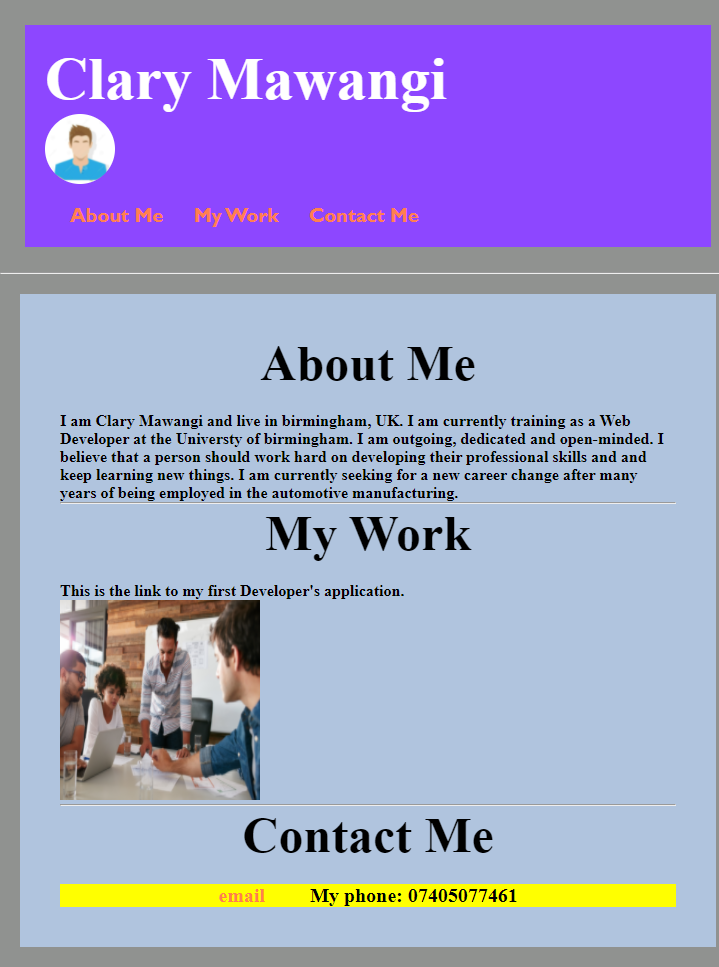 Clary Mawangi
About Me My Work Contact Me
About Me
I am Clary Mawangi and live in birmingham, UK. I am currently training as a Web
Developer at the Universty of birmingham. I am outgoing, dedicated and open-minded. I
believe that a person should work hard on developing their professional skills and and
keep learning new things. I am currently seeking for a new career change after many
years of being employed in the automotive manufacturing.
My Work
This is the link to my first Developer's application.
Contact Me
email My phone: 07405077461